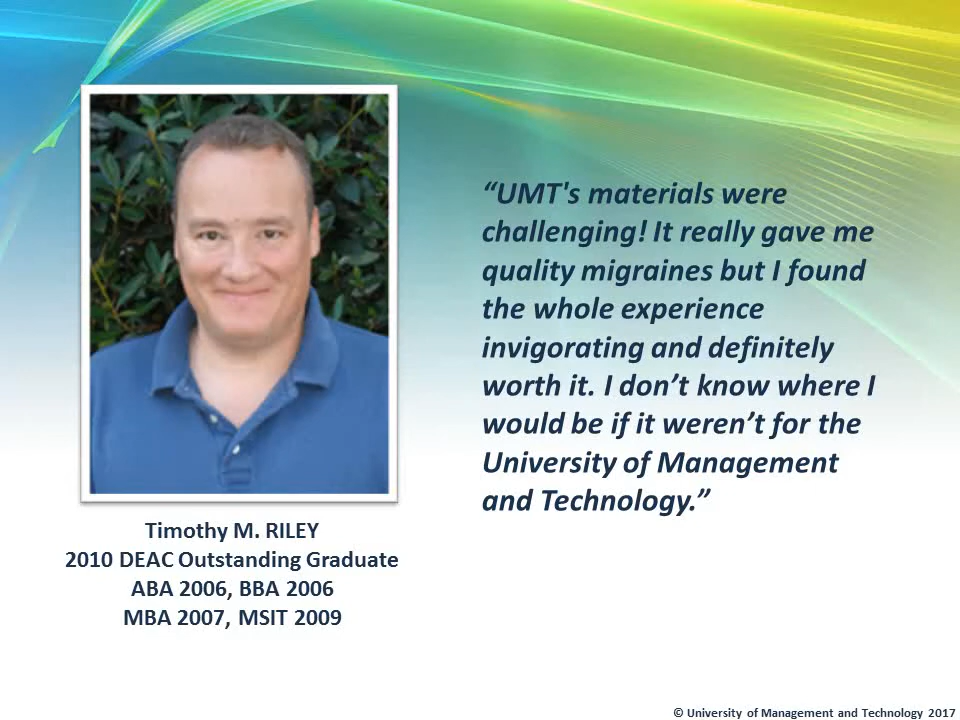 “UMT's materials were
challenging! It really gave me
quality migraines but I found
the whole experience
invigorating and definitely
worth it. I don’t know where I
would be if it weren’t for the
University of Management
and Technology.”
Timothy M. RILEY
2010 DEAC Outstanding Graduate
ABA 2006, BBA 2006
MBA 2007, MSIT 2009
© University of Management and Technology 2017